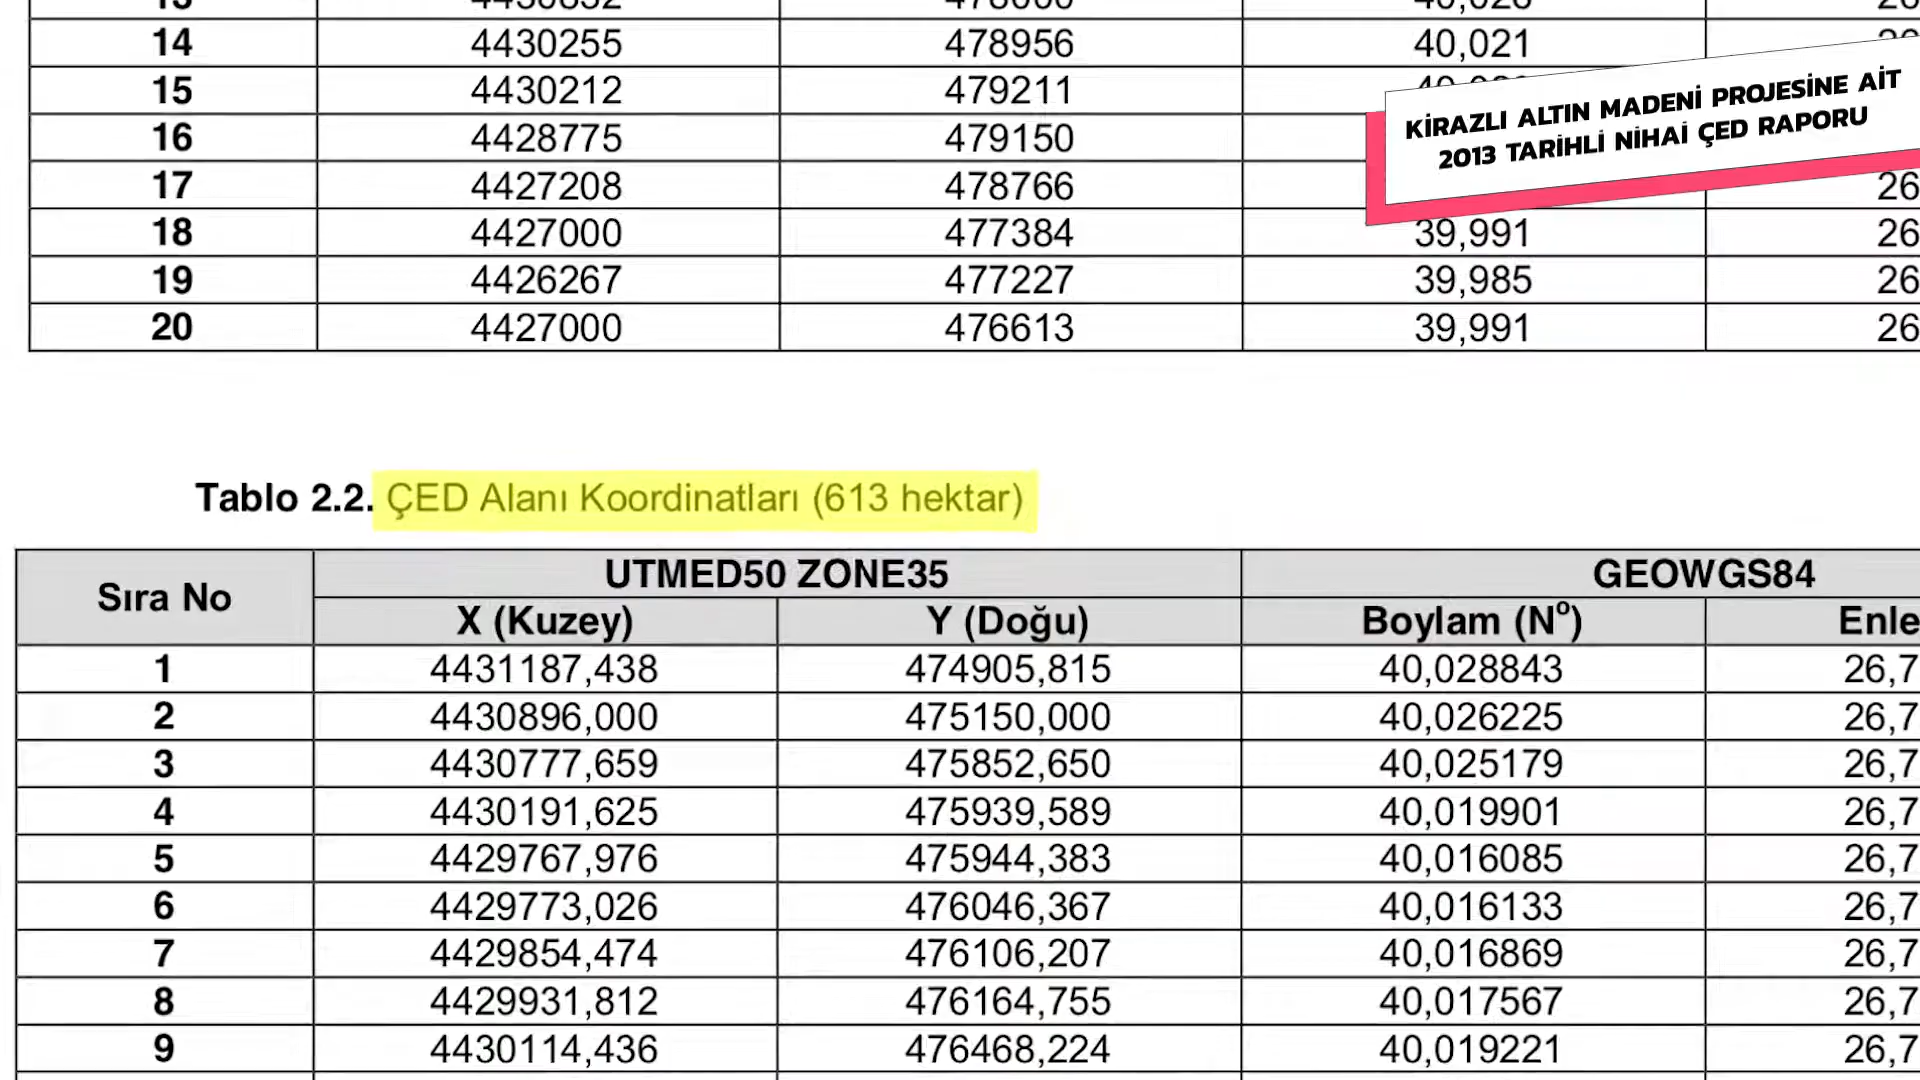 14 4430255 478956 40,021
15 4430212 479211
16 4428775 479150
17 4427208 478766 26
18 4427000 477384 39,991 26
19 4426267 477227 39,985 26
20 4427000 476613 39,991 26
KİRAZLI ALTIN MADENİ PROJESİNE AİT
2013 TARİHLİ NİHAİ ÇED RAPORU
Tablo 2.2. ÇED Alanı Koordinatları (613 hektar)
Sıra No UTMED50 ZONE35 GEOWGS84
X (Kuzey) Y (Doğu) Boylam (Nº) Enle
1 4431187,438 474905,815 40,028843 26,7
2 4430896,000 475150,000 40,026225 26,7
3 4430777,659 475852,650 40,025179 26,7
4 4430191,625 475939,589 40,019901 26,7
5 4429767,976 475944,383 40,016085 26,7
6 4429773,026 476046,367 40,016133 26,7
7 4429854,474 476106,207 40,016869 26,7
8 4429931,812 476164,755 40,017567 26,7
9 4430114,436 476468,224 40,019221 26,7